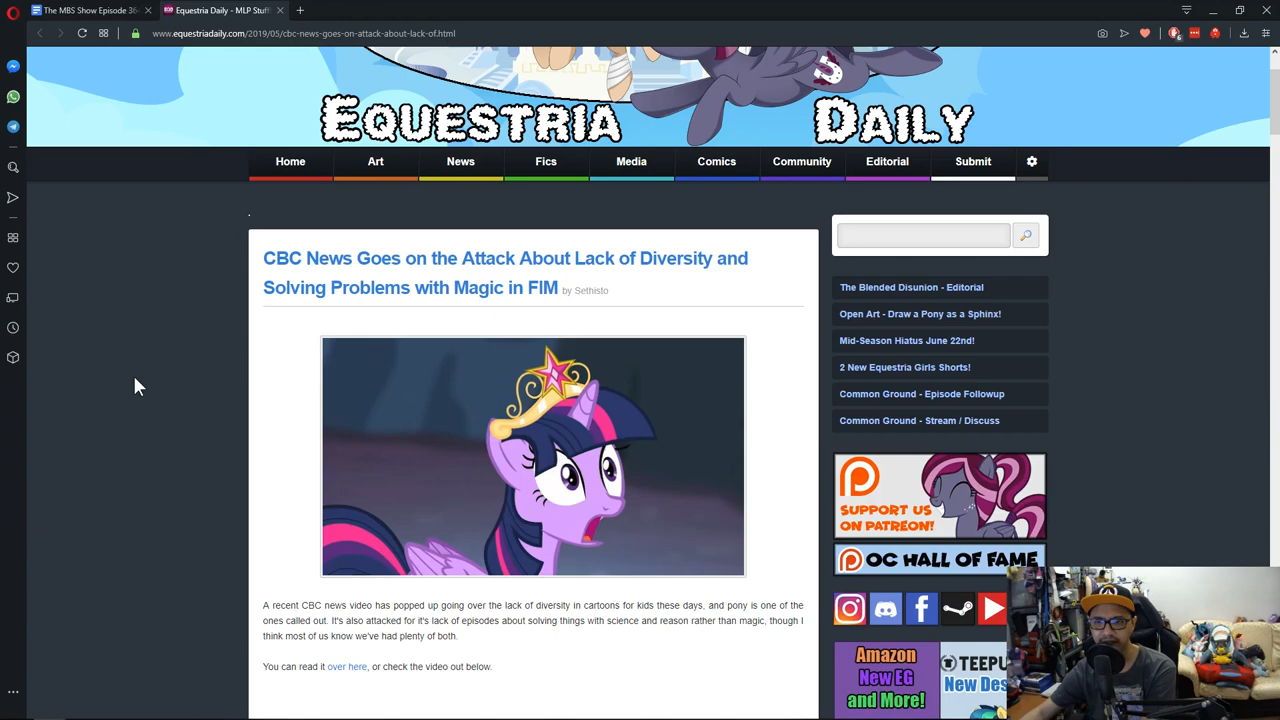 The MBS Show Episode 36
Equestria Daily - MLP Stuf
www.equestriadaily.com/2019/05/cbc-news-goes-on-attack-about-lack-of.html
6
EQUESTRIA DAILY
Home Art News Fics Media Comics Community Editorial Submit
CBC News Goes on the Attack About Lack of Diversity and
Solving Problems with Magic in FIM by Sethisto
A recent CBC news video has popped up going over the lack of diversity in cartoons for kids these days, and pony is one of the
ones called out. It's also attacked for it's lack of episodes about solving things with science and reason rather than magic, though I
think most of us know we've had plenty of both.
You can read it over here, or check the video out below.
The Blended Disunion - Editorial
Open Art - Draw a Pony as a Sphinx!
Mid-Season Hiatus June 22nd!
2 New Equestria Girls Shorts!
Common Ground - Episode Followup
Common Ground - Stream / Discuss
SUPPORT US
ON PATREON!
OC HALL OF FAME
Amazon
New EG
and More!
TEEPU
New Des